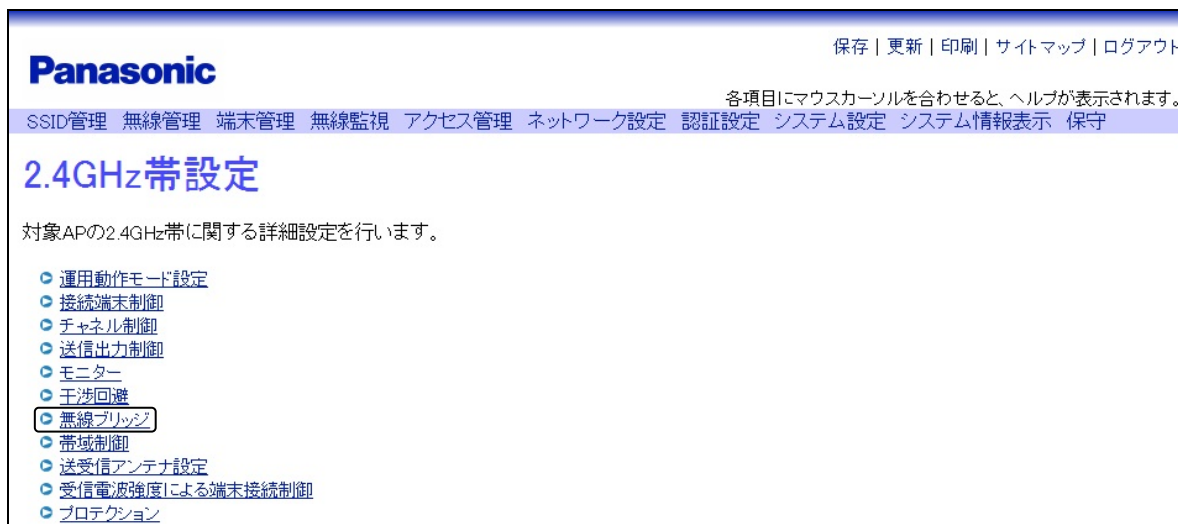 保存 | 更新 | 印刷 | サイトマップ | ログアウト
Panasonic
各項目にマウスカーソルを合わせると、ヘルプが表示されます。
SSID管理 無線管理 端末管理 無線監視 アクセス管理 ネットワーク設定 認証設定 システム設定 システム情報表示 保守
2.4GHz帯設定
対象APの2.4GHz帯に関する詳細設定を行います。
運用動作モード設定
接続端末制御
チャネル制御
送信出力制御
モニター
干渉回避
無線ブリッジ
帯域制御
送受信アンテナ設定
受信電波強度による端末接続制御
プロテクション